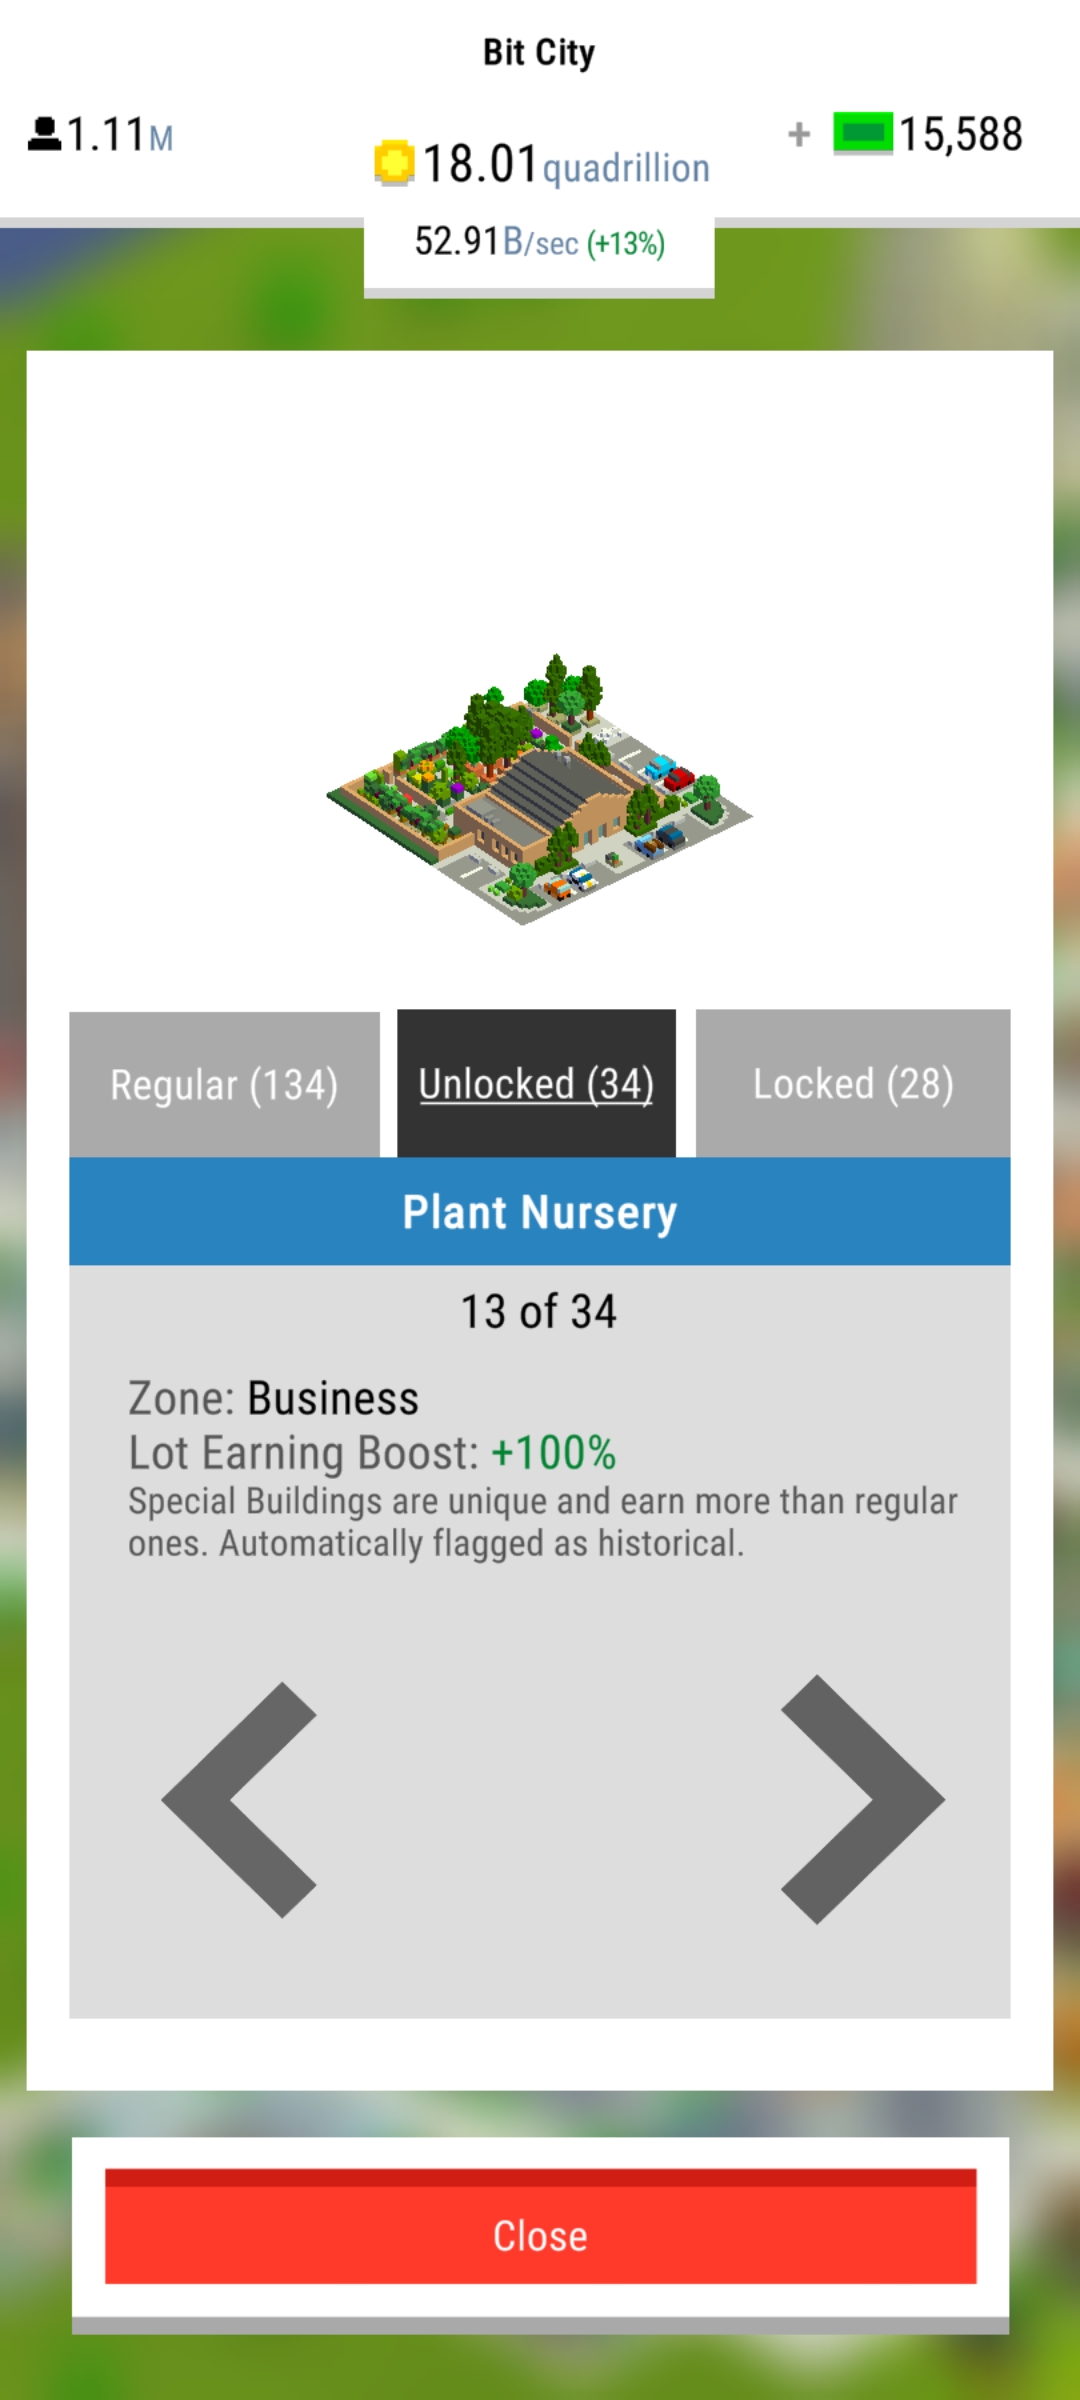 Bit City
1.11M
18.01quadrillion
+ 15,588
52.91B/sec (+13%)
Regular (134)
Unlocked (34)
Locked (28)
Plant Nursery
13 of 34
Zone: Business
Lot Earning Boost: +100%
Special Buildings are unique and earn more than regular
ones. Automatically flagged as historical.
Close